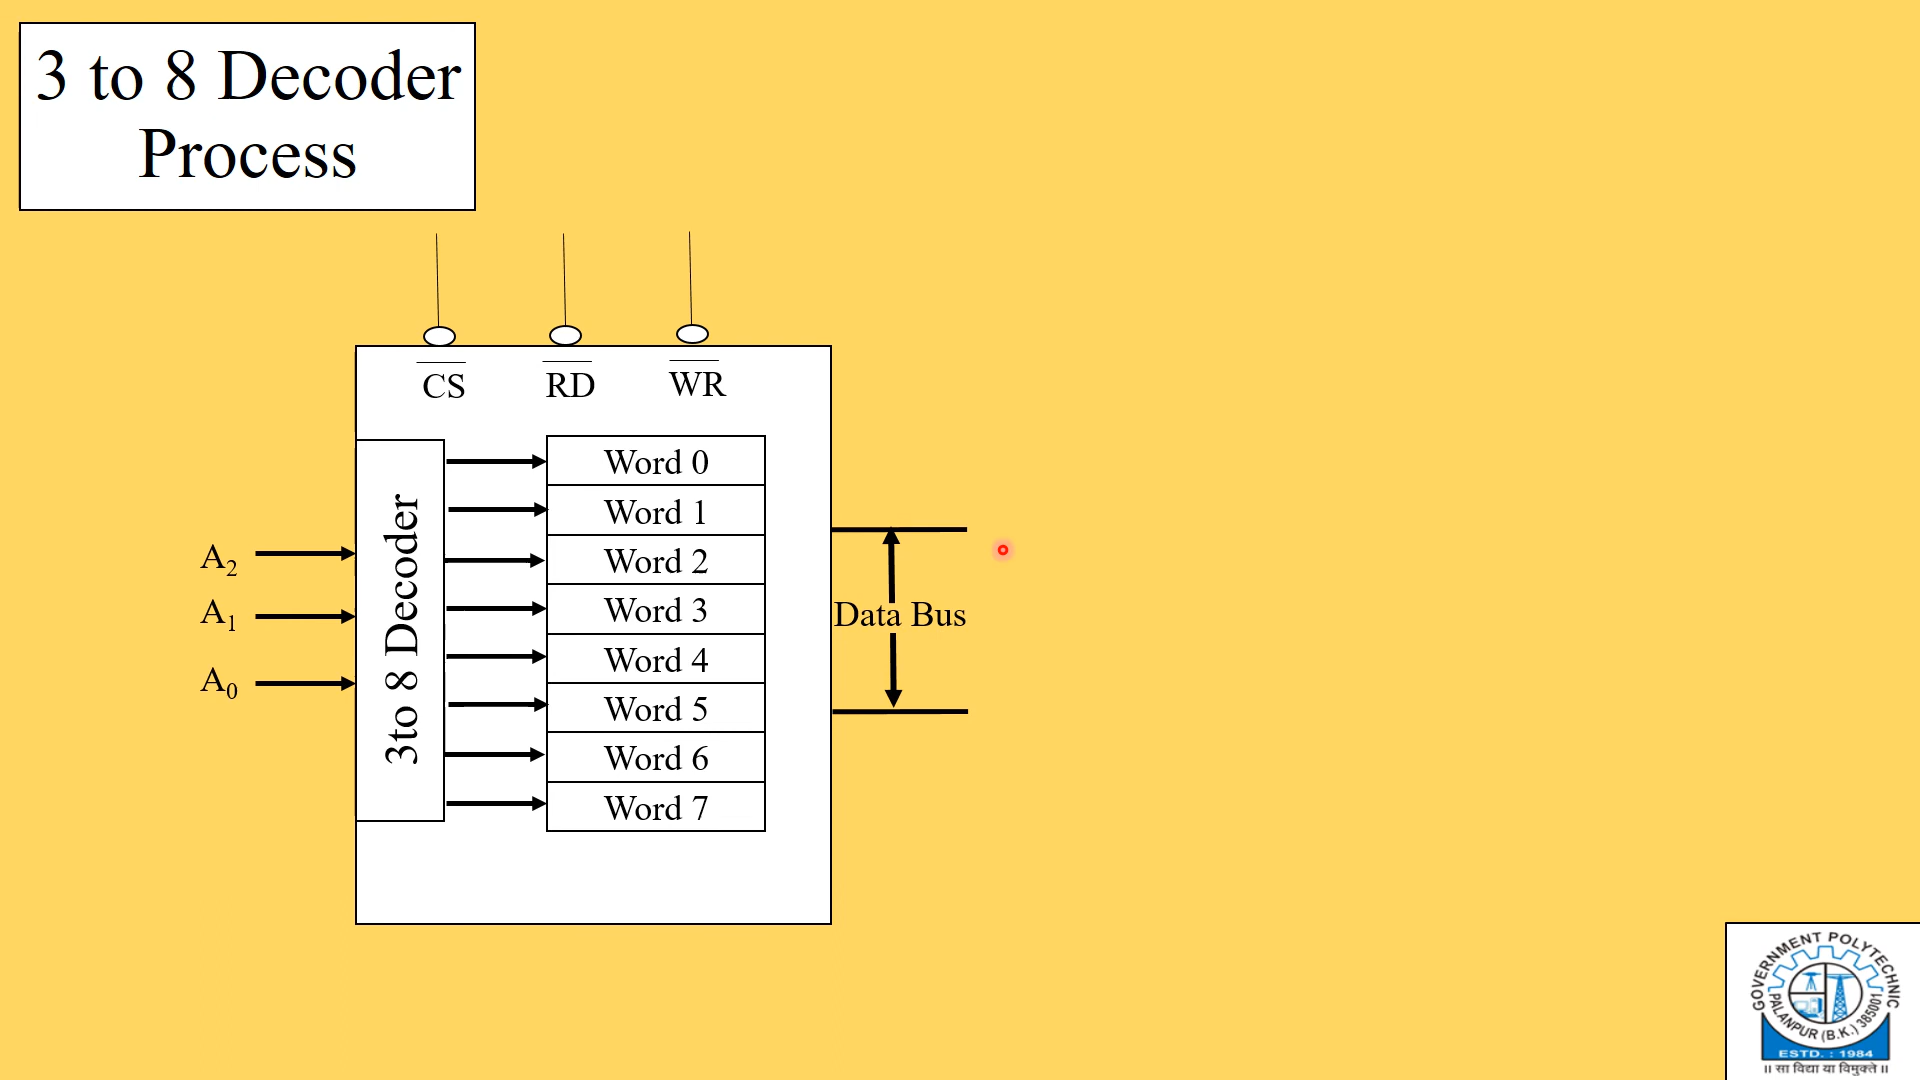 3 to 8 Decoder
Process
CS
RD
WR
3to 8 Decoder
A2
A1
A0
Word 0
Word 1
Word 2
Word 3
Word 4
Word 5
Word 6
Word 7
Data Bus
GOVERNMENT POLYTECHNIC
PALANPUR (B.K.) 385001
ESTD. : 1984
॥ सा विद्या या विमुक्ते ॥